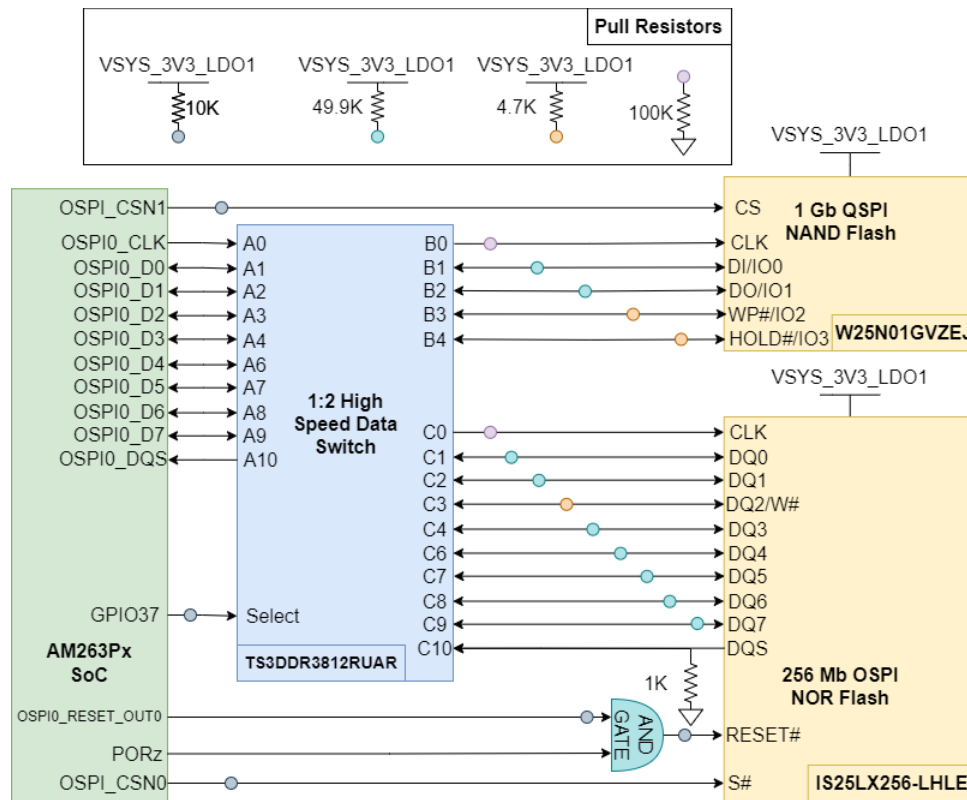 Pull Resistors
VSYS_3V3_LDO1 VSYS_3V3_LDO1 VSYS_3V3_LDO1
10K 49.9K 4.7K 100K
VSYS_3V3_LDO1
OSPI_CSN1 CS
1 Gb QSPI
NAND Flash
OSPI0_CLK A0 B0 CLK
OSPI0_D0 A1 B1 DI/IO0
OSPI0_D1 A2 B2 DO/IO1
OSPI0_D2 A3 B3 WP#/IO2
OSPI0_D3 A4 B4 HOLD#/IO3
W25N01GVZEJ
OSPI0_D4 A6
OSPI0_D5 A7
OSPI0_D6 A8
OSPI0_D7 A9
OSPI0_DQS A10
1:2 High
Speed Data
Switch
VSYS_3V3_LDO1
C0 CLK
C1 DQ0
C2 DQ1
C3 DQ2/W#
C4 DQ3
C6 DQ4
C7 DQ5
C8 DQ6
C9 DQ7
C10 DQS
GPIO37 Select
AM263Px
SoC
TS3DDR3812RUAR
1K
256 Mb OSPI
NOR Flash
OSPI0_RESET_OUT0
AND
GATE
RESET#
PORz
OSPI_CSN0 S#
IS25LX256-LHLE